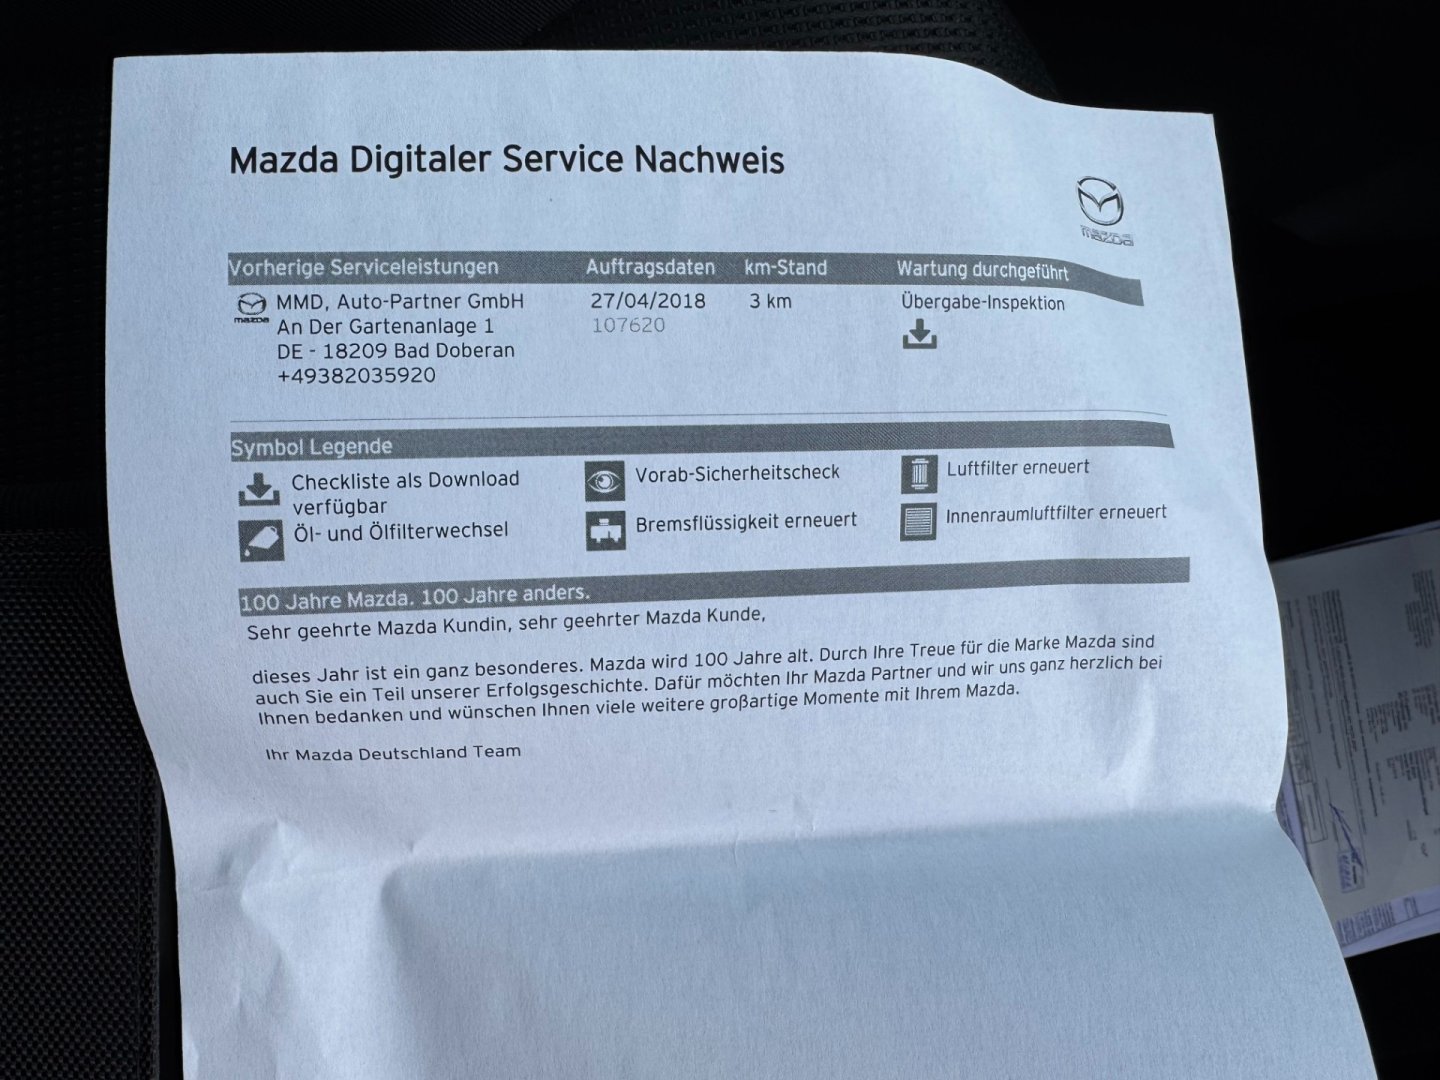 Mazda Digitaler Service Nachweis
mazda
Vorherige Serviceleistungen Auftragsdaten km-Stand Wartung durchgeführt
mazda MMD, Auto-Partner GmbH 27/04/2018 3 km Übergabe-Inspektion
An Der Gartenanlage 1 107620
DE - 18209 Bad Doberan
+49382035920
Symbol Legende
Checkliste als Download verfügbar
Vorab-Sicherheitscheck
Luftfilter erneuert
Öl- und Ölfilterwechsel
Bremsflüssigkeit erneuert
Innenraumluftfilter erneuert
100 Jahre Mazda. 100 Jahre anders.
Sehr geehrte Mazda Kundin, sehr geehrter Mazda Kunde,
dieses Jahr ist ein ganz besonderes. Mazda wird 100 Jahre alt. Durch Ihre Treue für die Marke Mazda sind
auch Sie ein Teil unserer Erfolgsgeschichte. Dafür möchten Ihr Mazda Partner und wir uns ganz herzlich bei
Ihnen bedanken und wünschen Ihnen viele weitere großartige Momente mit Ihrem Mazda.
Ihr Mazda Deutschland Team